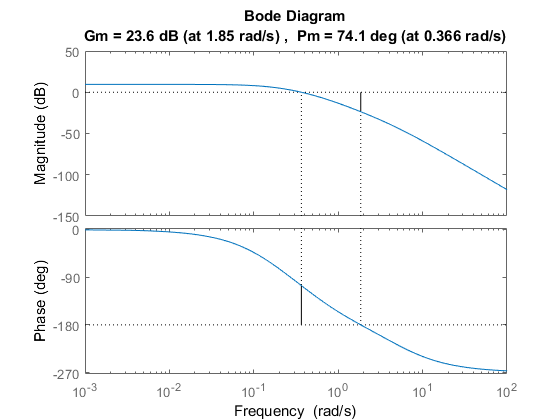 Bode Diagram
Gm = 23.6 dB (at 1.85 rad/s) , Pm = 74.1 deg (at 0.366 rad/s)
Magnitude (dB)
50
0
-50
-100
-150
Phase (deg)
0
-90
-180
-270
10^-3 10^-2 10^-1 10^0 10^1 10^2
Frequency (rad/s)